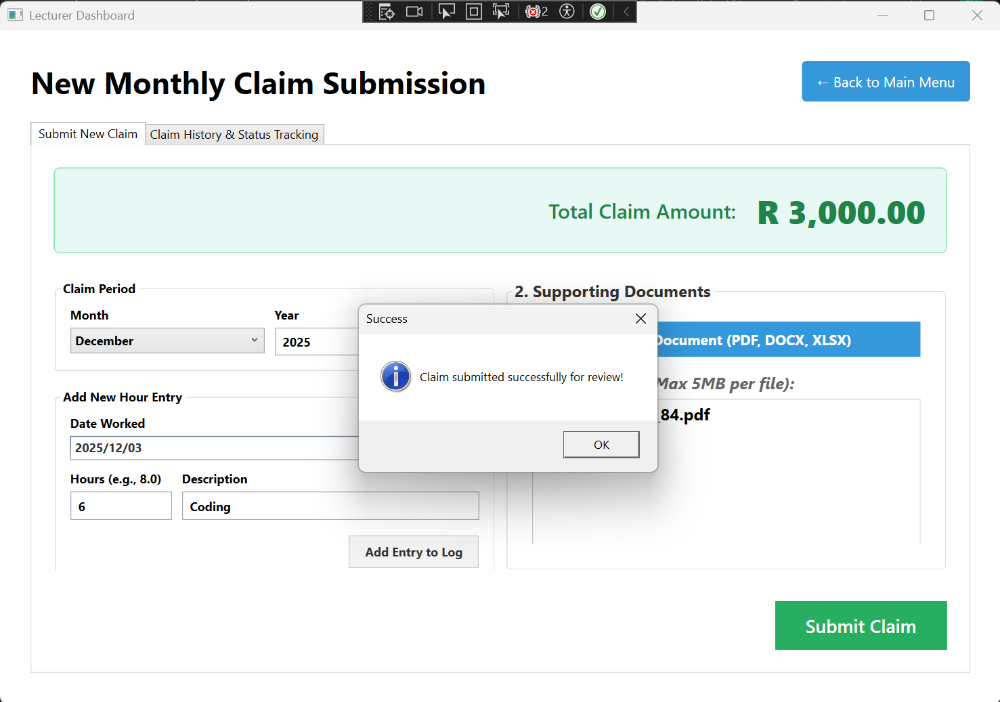 Lecturer Dashboard
2
New Monthly Claim Submission
← Back to Main Menu
Submit New Claim
Claim History & Status Tracking
Total Claim Amount: R 3,000.00
Claim Period
Month
Year
December
2025
Add New Hour Entry
Date Worked
2025/12/03
Hours (e.g., 8.0)
Description
6
Coding
Add Entry to Log
2. Supporting Documents
Document (PDF, DOCX, XLSX)
Max 5MB per file):
_84.pdf
Success
Claim submitted successfully for review!
OK
Submit Claim